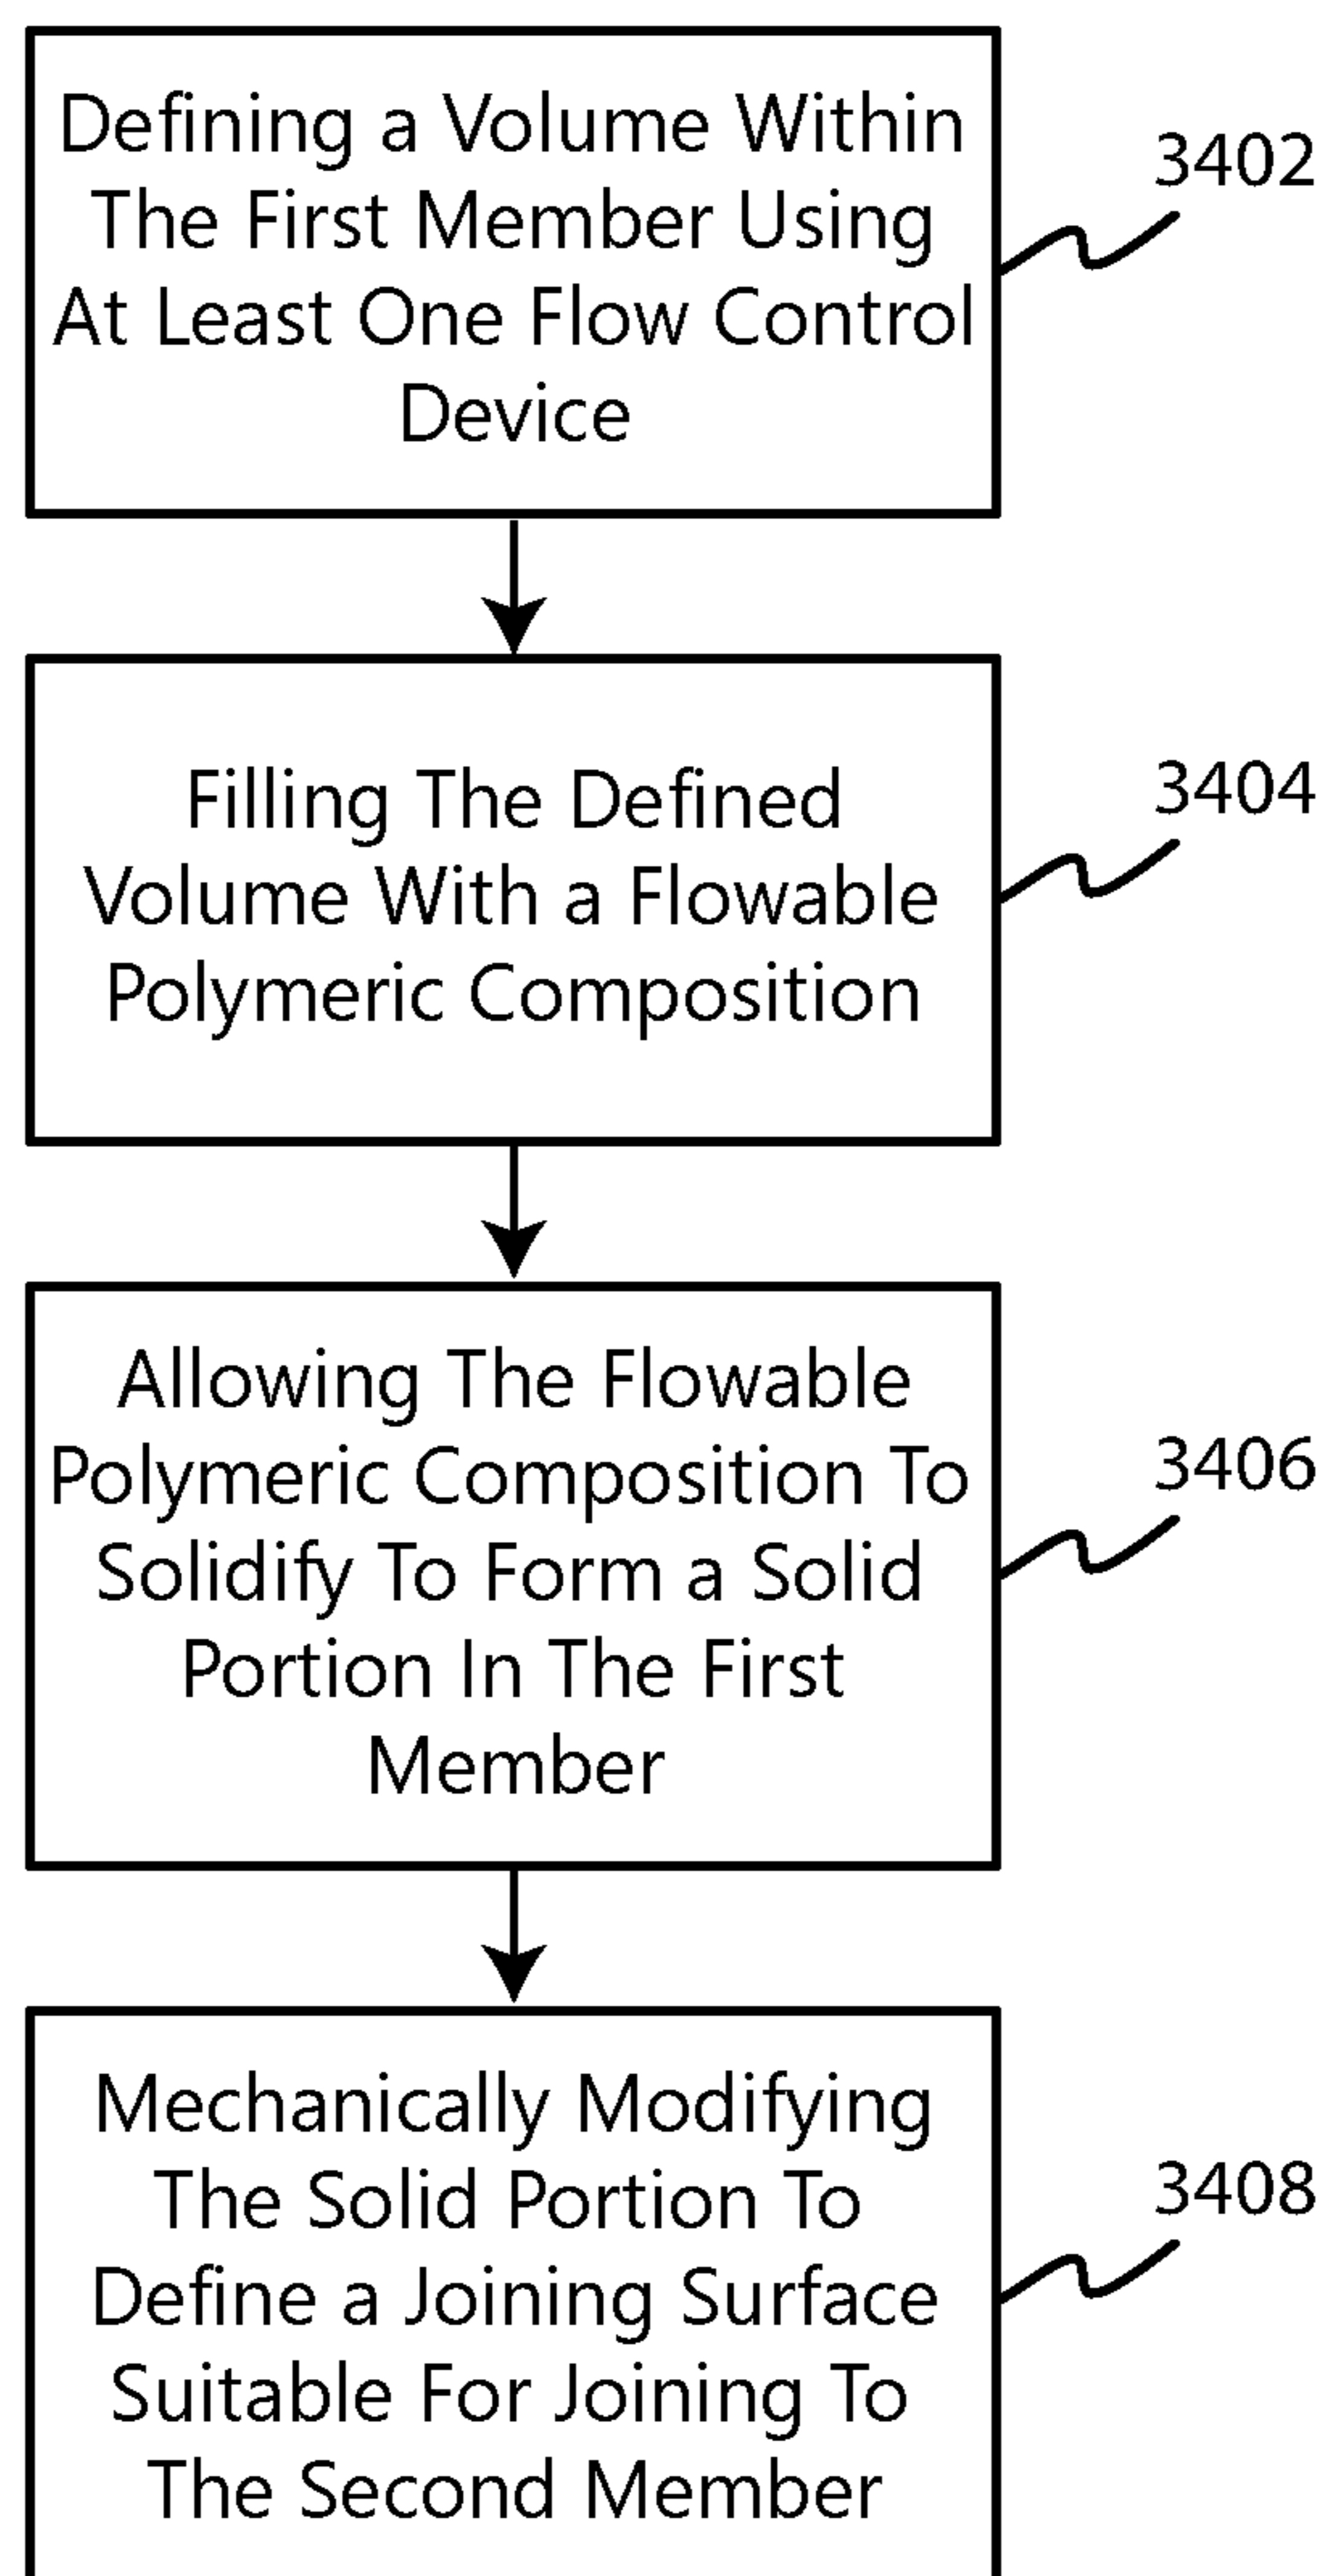 Defining a Volume Within
The First Member Using
At Least One Flow Control
Device
3402
Filling The Defined
Volume With a Flowable
Polymeric Composition
3404
Allowing The Flowable
Polymeric Composition To
Solidify To Form a Solid
Portion In The First
Member
3406
Mechanically Modifying
The Solid Portion To
Define a Joining Surface
Suitable For Joining To
The Second Member
3408